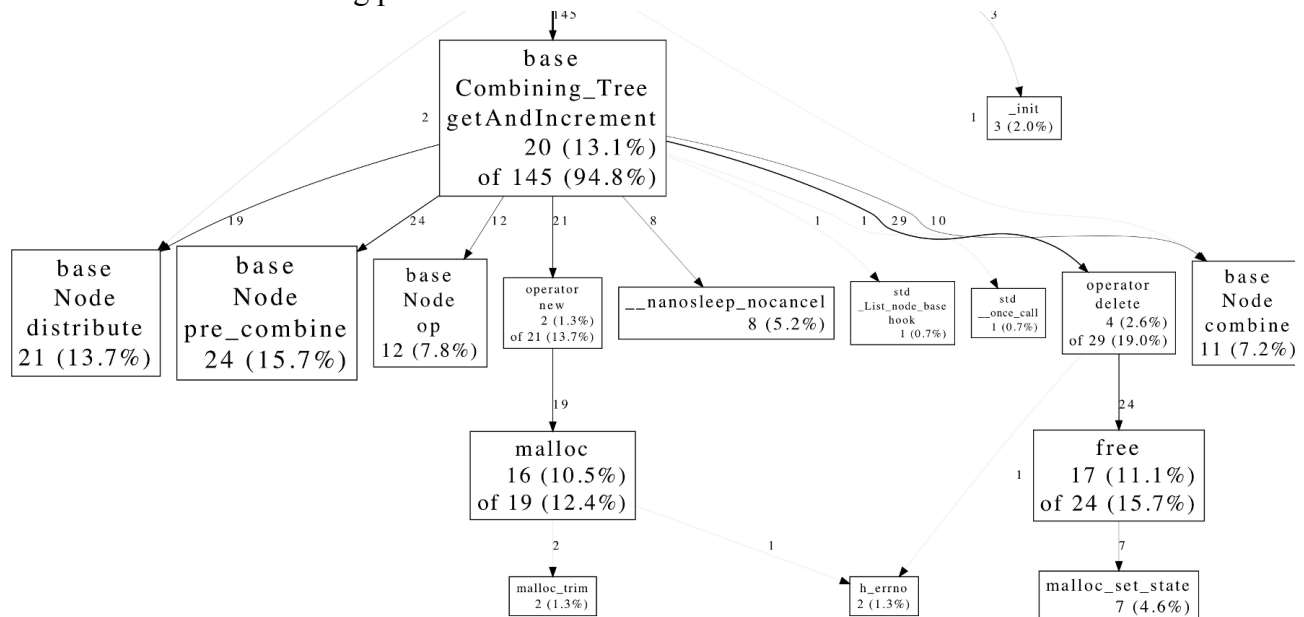 145
3
base
Combining_Tree
getAndIncrement
20 (13.1%)
of 145 (94.8%)
2
_init
3 (2.0%)
1
19
24
12
21
8
1
1
29
10
base
Node
distribute
21 (13.7%)
base
Node
pre_combine
24 (15.7%)
base
Node
op
12 (7.8%)
operator
new
2 (1.3%)
of 21 (13.7%)
__nanosleep_nocancel
8 (5.2%)
std
_List_node_base
hook
1 (0.7%)
std
__once_call
1 (0.7%)
operator
delete
4 (2.6%)
of 29 (19.0%)
base
Node
combine
11 (7.2%)
19
24
malloc
16 (10.5%)
of 19 (12.4%)
1
free
17 (11.1%)
of 24 (15.7%)
2
1
7
malloc_trim
2 (1.3%)
h_errno
2 (1.3%)
malloc_set_state
7 (4.6%)